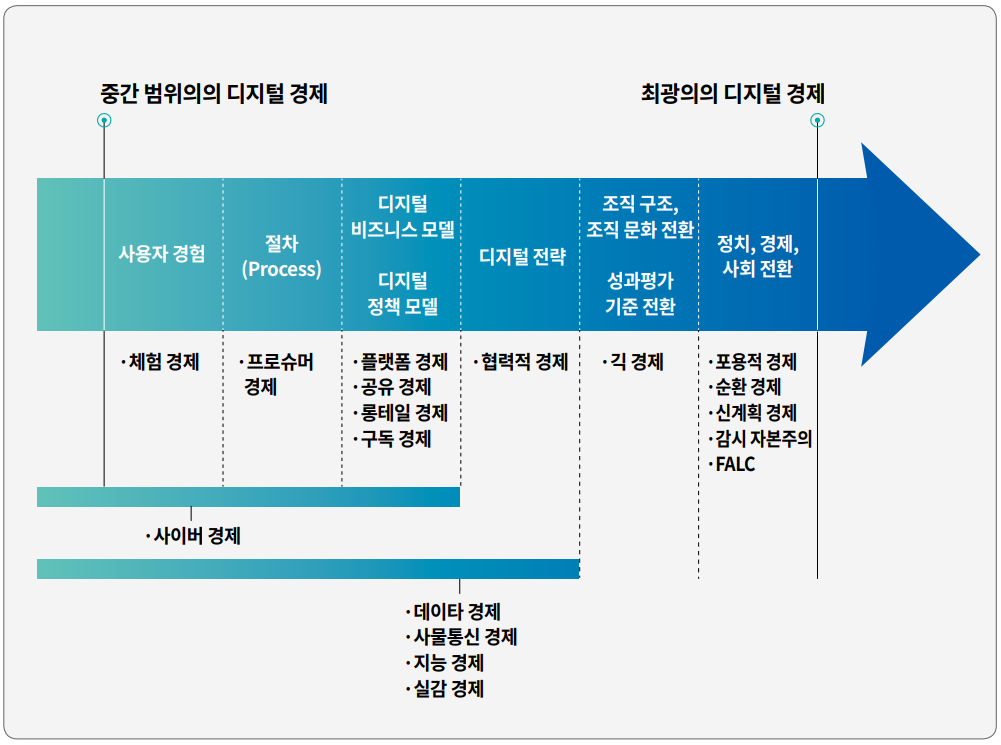 중간 범위의의 디지털 경제
최광의의 디지털 경제
사용자 경험
절차
(Process)
디지털
비즈니스 모델
디지털
정책 모델
디지털 전략
조직 구조,
조직 문화 전환
성과평가
기준 전환
정치, 경제,
사회 전환
·체험 경제
·프로슈머
경제
·플랫폼 경제
·공유 경제
·롱테일 경제
·구독 경제
·협력적 경제
·긱 경제
·포용적 경제
·순환 경제
·신계획 경제
·감시 자본주의
·FALC
·사이버 경제
·데이타 경제
·사물통신 경제
·지능 경제
·실감 경제